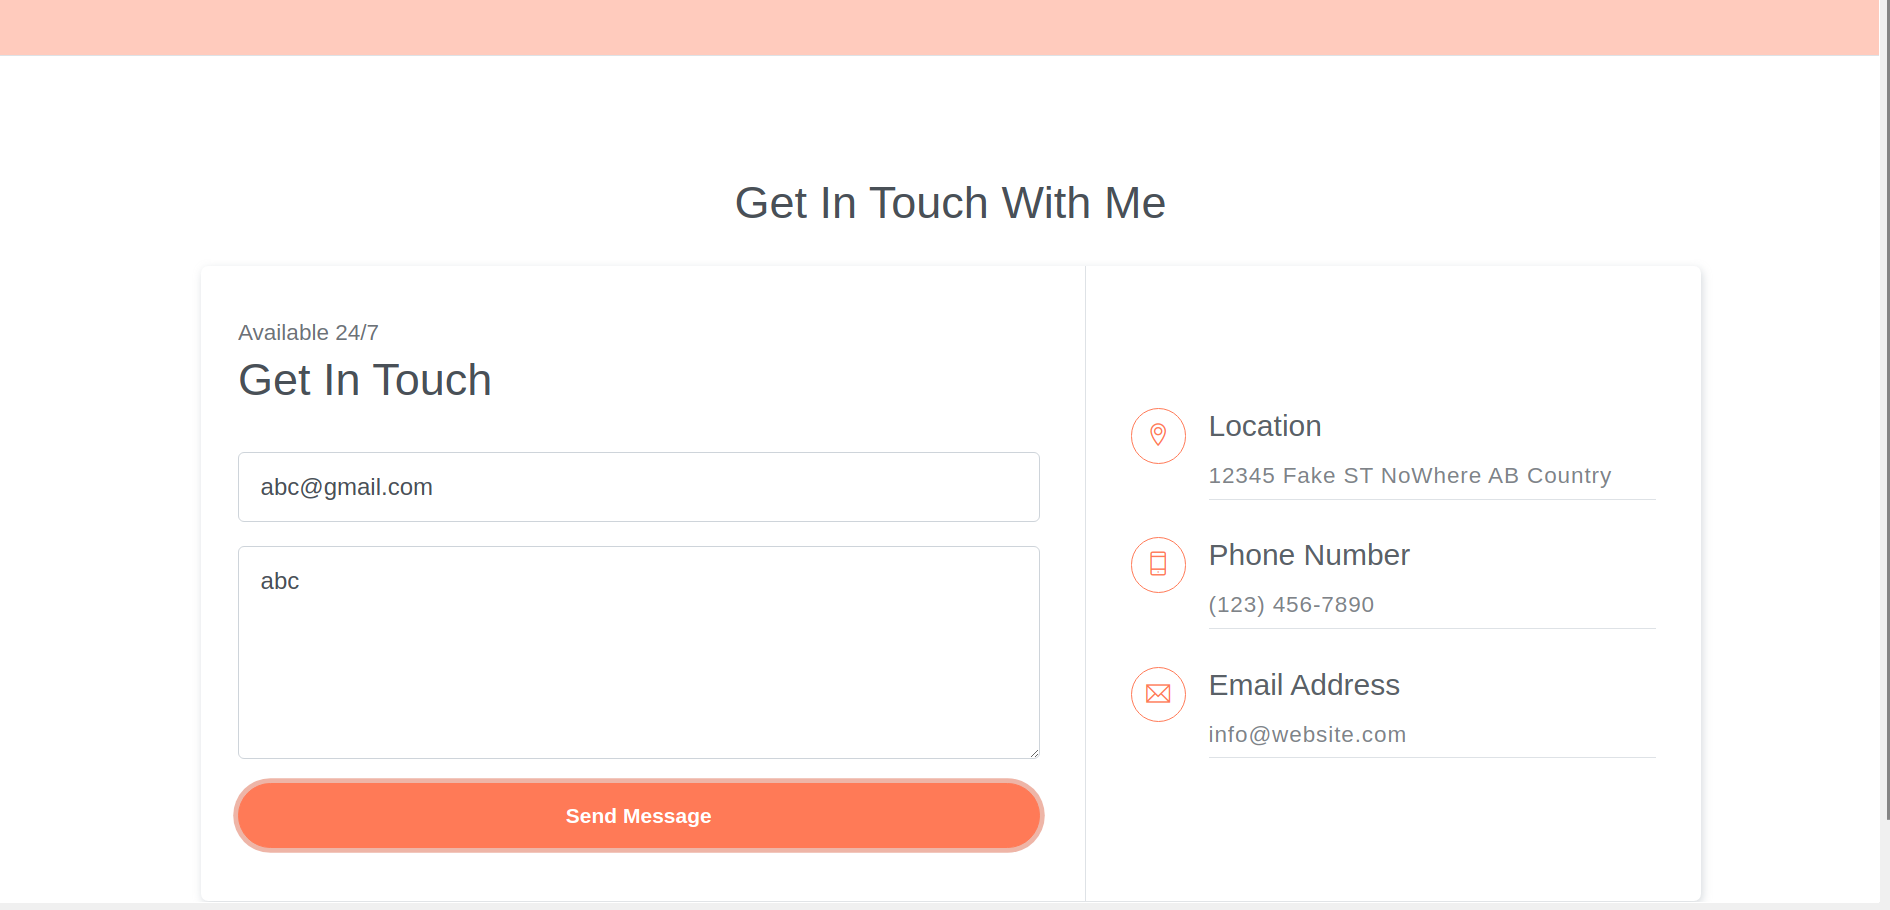 Get In Touch With Me
Available 24/7
Get In Touch
abc@gmail.com
abc
Send Message
Location
12345 Fake ST NoWhere AB Country
Phone Number
(123) 456-7890
Email Address
info@website.com